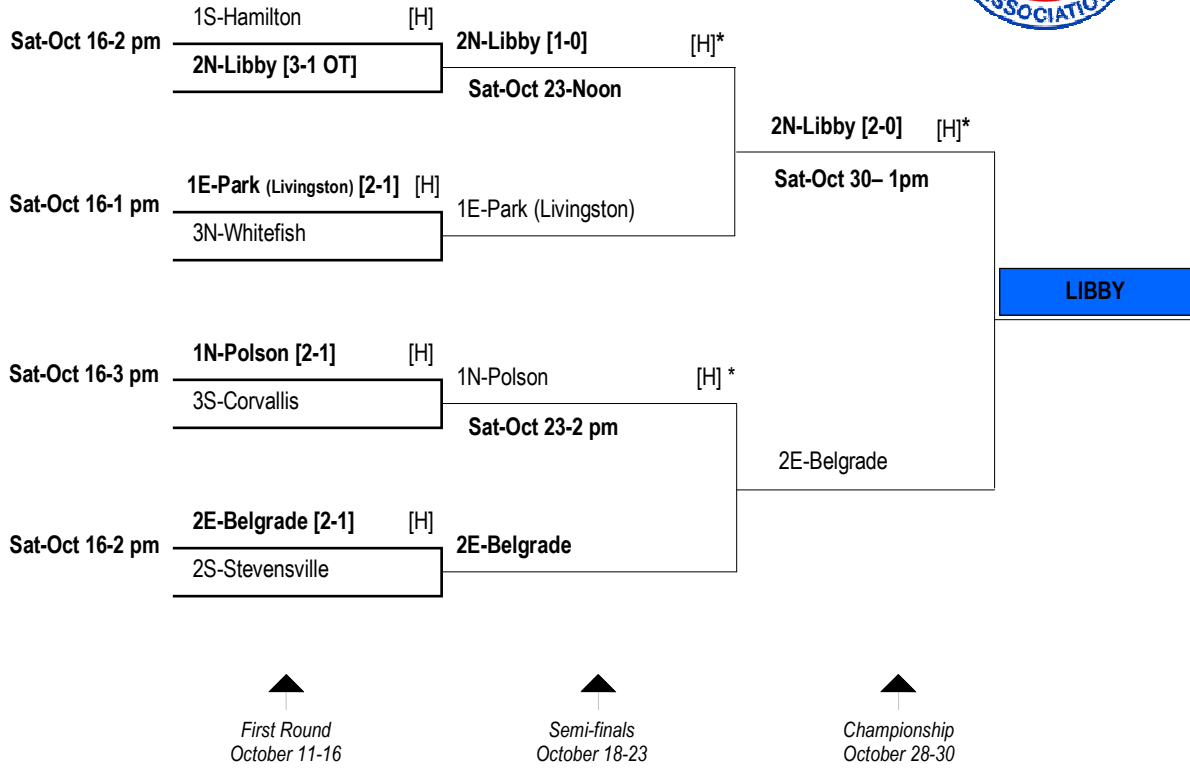 SSOCIATIO
1S-Hamilton [H]
Sat-Oct 16-2 pm
2N-Libby [3-1 OT]
2N-Libby [1-0] [H]*
Sat-Oct 23-Noon
2N-Libby [2-0] [H]*
Sat-Oct 30– 1pm
1E-Park (Livingston) [2-1] [H]
Sat-Oct 16-1 pm
3N-Whitefish
1E-Park (Livingston)
LIBBY
1N-Polson [2-1] [H]
Sat-Oct 16-3 pm
3S-Corvallis
1N-Polson [H] *
Sat-Oct 23-2 pm
2E-Belgrade
2E-Belgrade [2-1] [H]
Sat-Oct 16-2 pm
2S-Stevensville
2E-Belgrade
First Round
October 11-16
Semi-finals
October 18-23
Championship
October 28-30